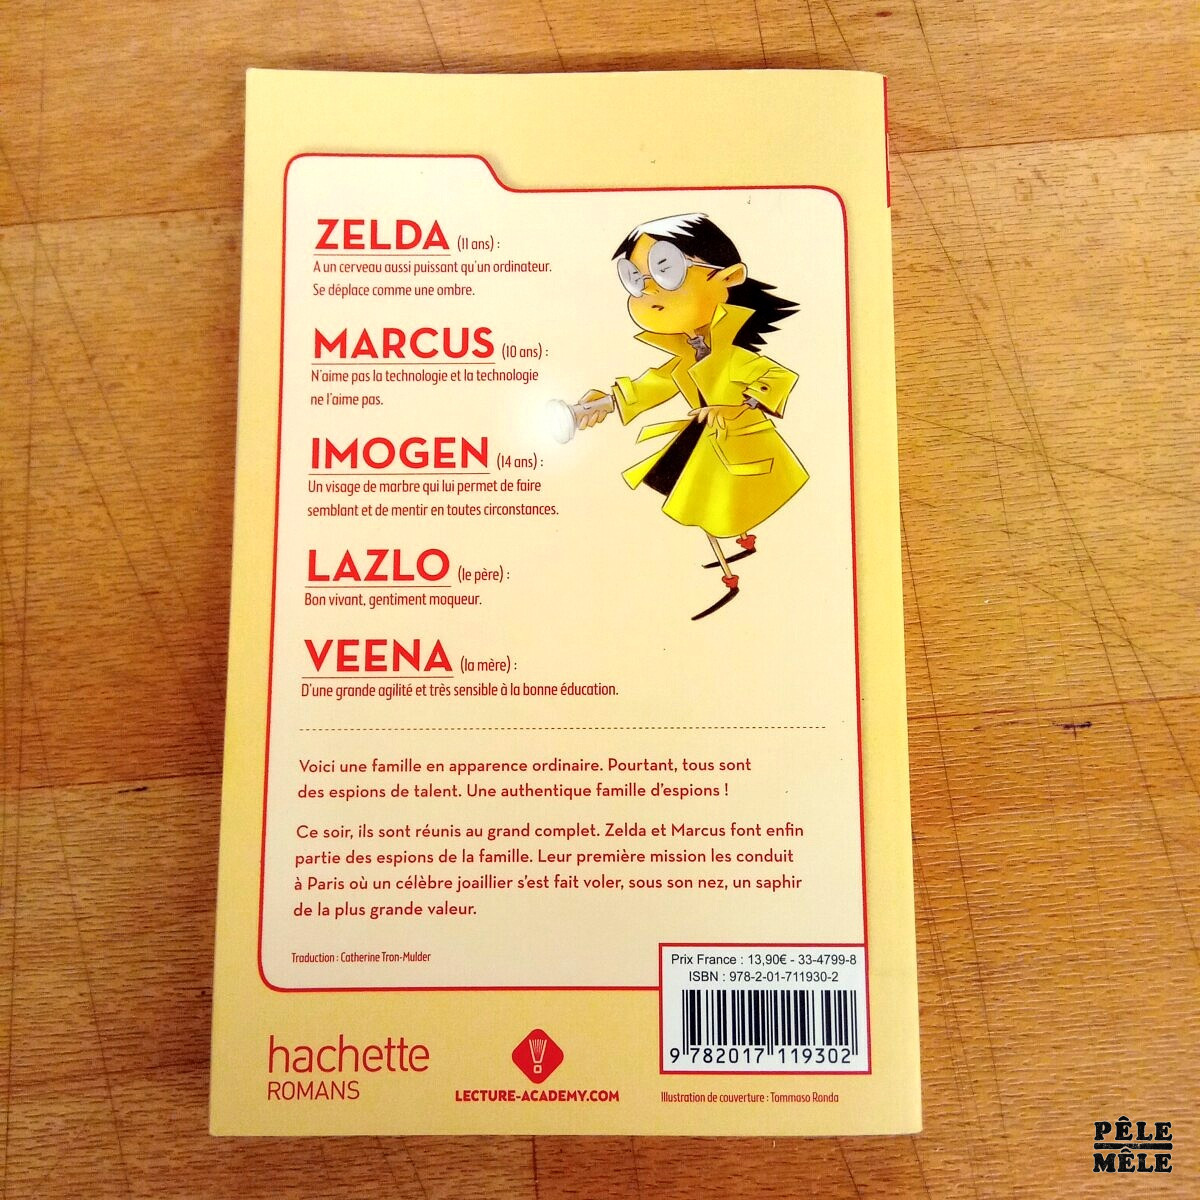 ZELDA (11 ans) :
A un cerveau aussi puissant qu'un ordinateur.
Se déplace comme une ombre.
MARCUS (10 ans) :
N'aime pas la technologie et la technologie
ne l'aime pas.
IMOGEN (14 ans) :
Un visage de marbre qui lui permet de faire
semblant et de mentir en toutes circonstances.
LAZLO (le père) :
Bon vivant, gentiment moqueur.
VEENA (la mère) :
D'une grande agilité et très sensible à la bonne éducation.
Voici une famille en apparence ordinaire. Pourtant, tous sont
des espions de talent. Une authentique famille d'espions !
Ce soir, ils sont réunis au grand complet. Zelda et Marcus font enfin
partie des espions de la famille. Leur première mission les conduit
à Paris où un célèbre joaillier s'est fait voler, sous son nez, un saphir
de la plus grande valeur.
Traduction : Catherine Tron-Mulder
Prix France : 13,90€ - 33-4799-8
ISBN : 978-2-01-711930-2
9 782017 119302
hachette
ROMANS
LECTURE-ACADEMY.COM
Illustration de couverture : Tommaso Ronda
PÊLE
MÊLE